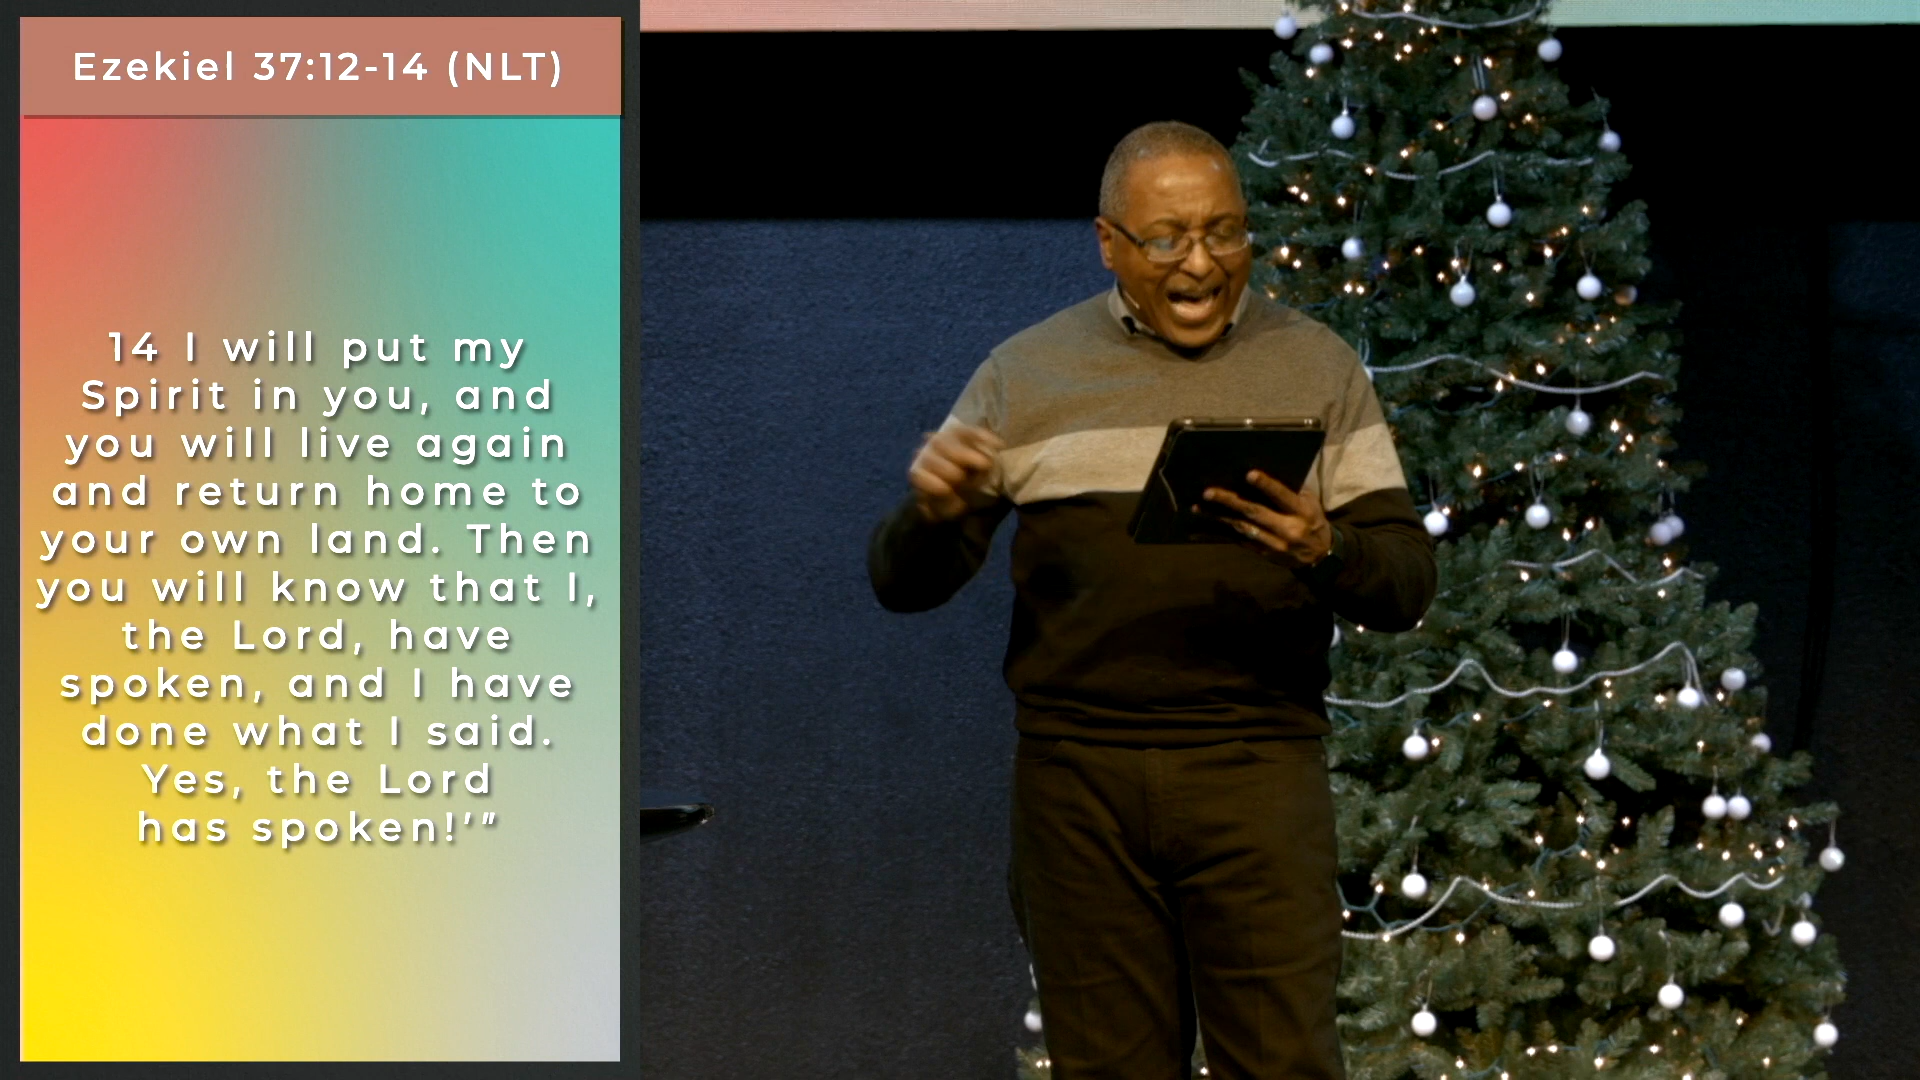 Ezekiel 37:12-14 (NLT)
14 I will put my
Spirit in you, and
you will live again
and return home to
your own land. Then
you will know that I,
the Lord, have
spoken, and I have
done what I said.
Yes, the Lord
has spoken!’”